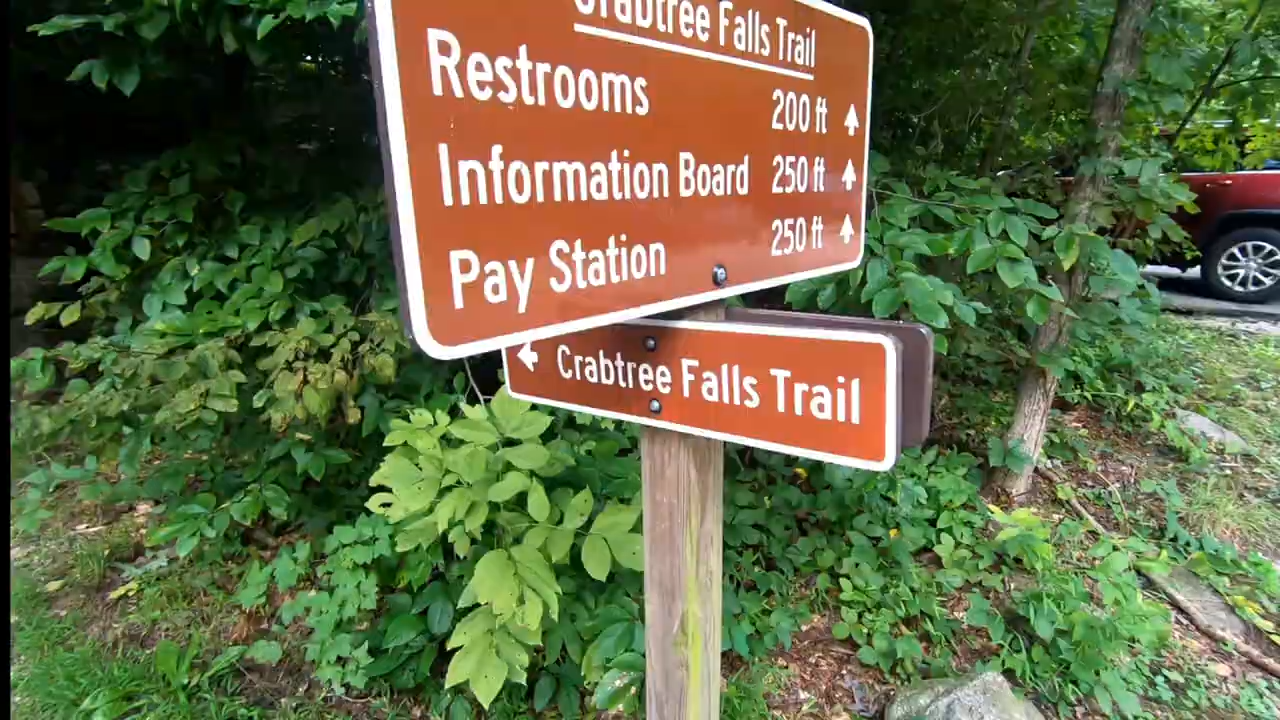 Crabtree Falls Trail
Restrooms 200 ft
Information Board 250 ft
Pay Station 250 ft
Crabtree Falls Trail